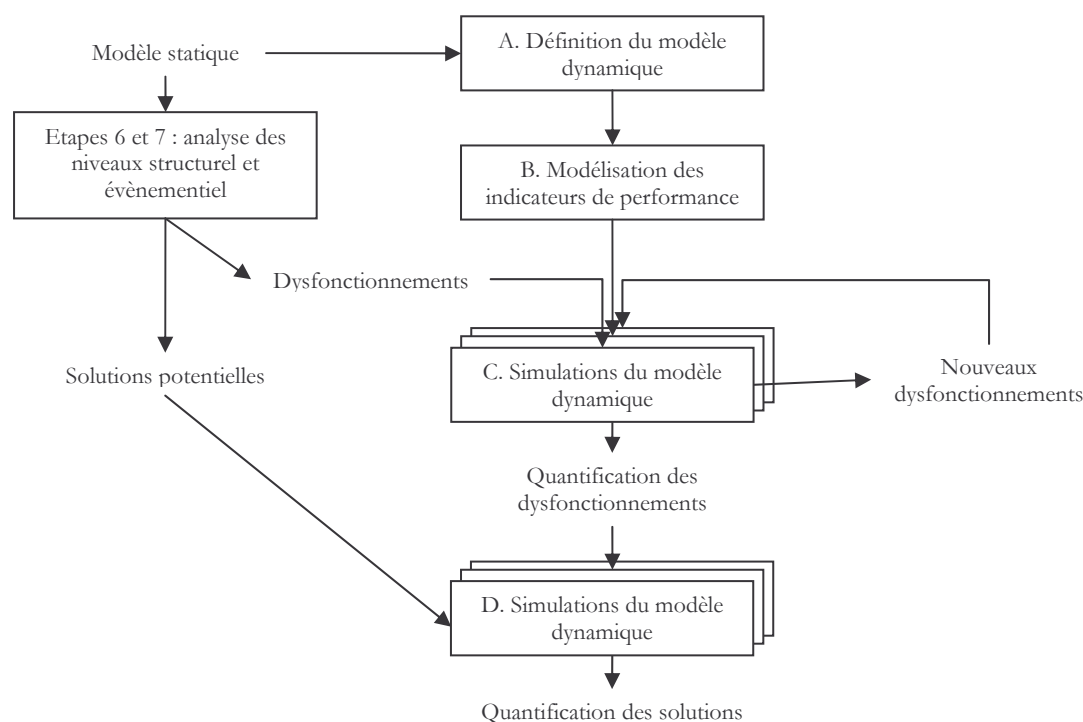 Modèle statique
A. Définition du modèle
dynamique
Etapes 6 et 7 : analyse des
niveaux structurel et
évènementiel
B. Modélisation des
indicateurs de performance
Dysfonctionnements
Solutions potentielles
C. Simulations du modèle
dynamique
Nouveaux
dysfonctionnements
Quantification des
dysfonctionnements
D. Simulations du modèle
dynamique
Quantification des solutions